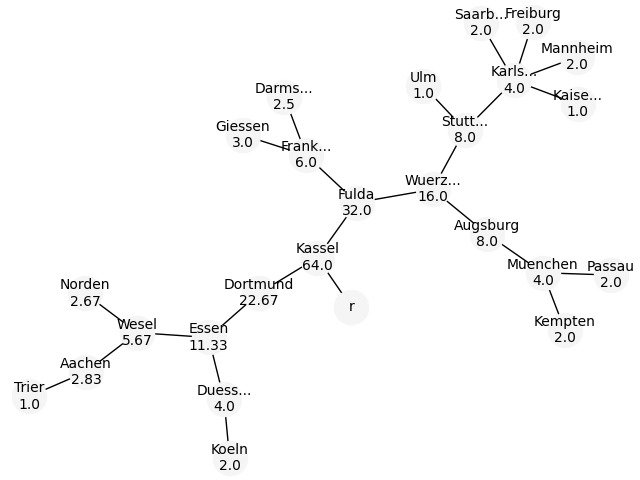 Saarb...
2.0
Freiburg
2.0
Mannheim
2.0
Karls...
4.0
Kaise...
1.0
Ulm
1.0
Darms...
2.5
Stutt...
8.0
Giessen
3.0
Frank...
6.0
Wuerz...
16.0
Fulda
32.0
Augsburg
8.0
Kassel
64.0
Muenchen
4.0
Passau
2.0
Norden
2.67
Dortmund
22.67
r
Kempten
2.0
Wesel
5.67
Essen
11.33
Aachen
2.83
Trier
1.0
Duess...
4.0
Koeln
2.0